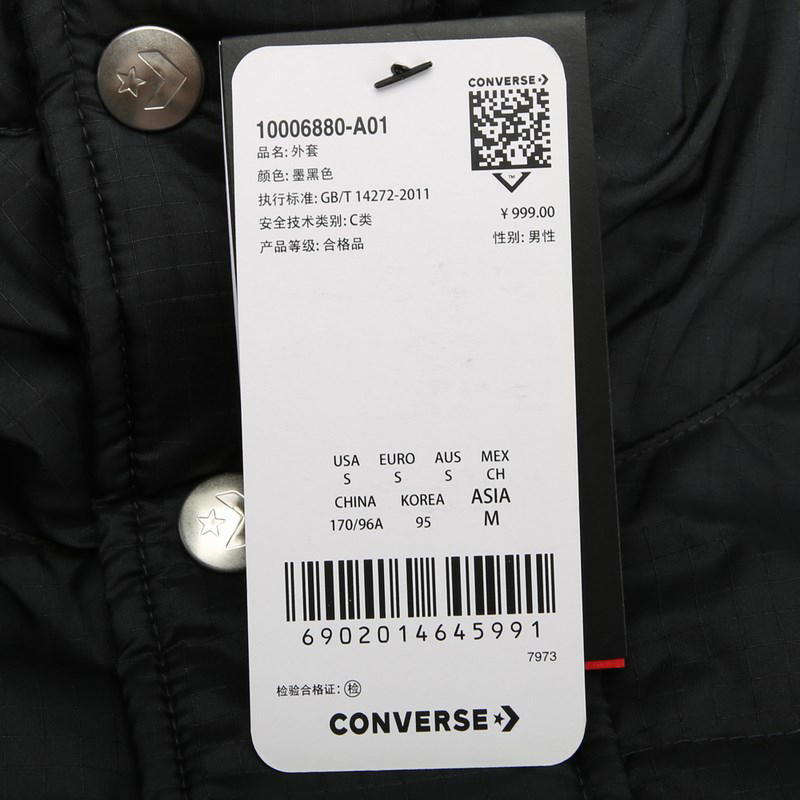 CONVERSE
10006880-A01
品名: 外套
颜色: 墨黑色
执行标准: GB/T 14272-2011
安全技术类别: C类
产品等级: 合格品
TM
¥ 999.00
性别: 男性
USA EURO AUS MEX
S S S CH
CHINA KOREA ASIA
170/96A 95 M
6902014645991
7973
检验合格证: 检
CONVERSE